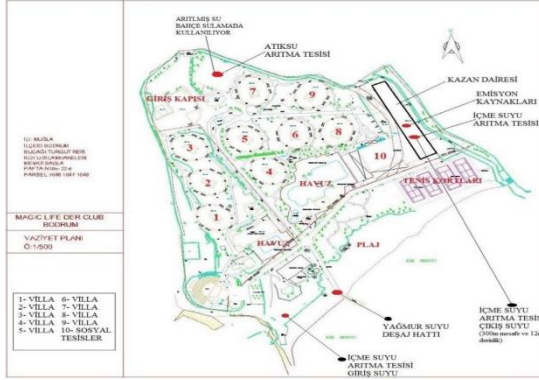 ARITILMIŞ SU
BAHÇE SULAMADA
KULLANILIYOR
ATIKSU
ARITMA TESİSİ
KAZAN DAİRESİ
EMİSYON
KAYNAKLARI
İÇME SUYU
ARITMA TESİSİ
GİRİŞ KAPISI
7
9
3
5
6
8
2
4
10
1
HAVUZ
TENİS KORTLARI
HAVUZ
PLAJ
İLİ: MUĞLA
MAGIC LIFE DER CLUB
BODRUM
VAZİYET PLANI
Ö:1/500
1- VİLLA 6- VİLLA
2- VİLLA 7- VİLLA
3- VİLLA 8- VİLLA
4- VİLLA 9- VİLLA
5- VİLLA 10- SOSYAL
TESİSLER
YAĞMUR SUYU
DEŞAJ HATTI
İÇME SUYU
ARITMA TESİSİ
GİRİŞ SUYU
İÇME SUYU
ARITMA TESİ
ÇIKIŞ SUYU